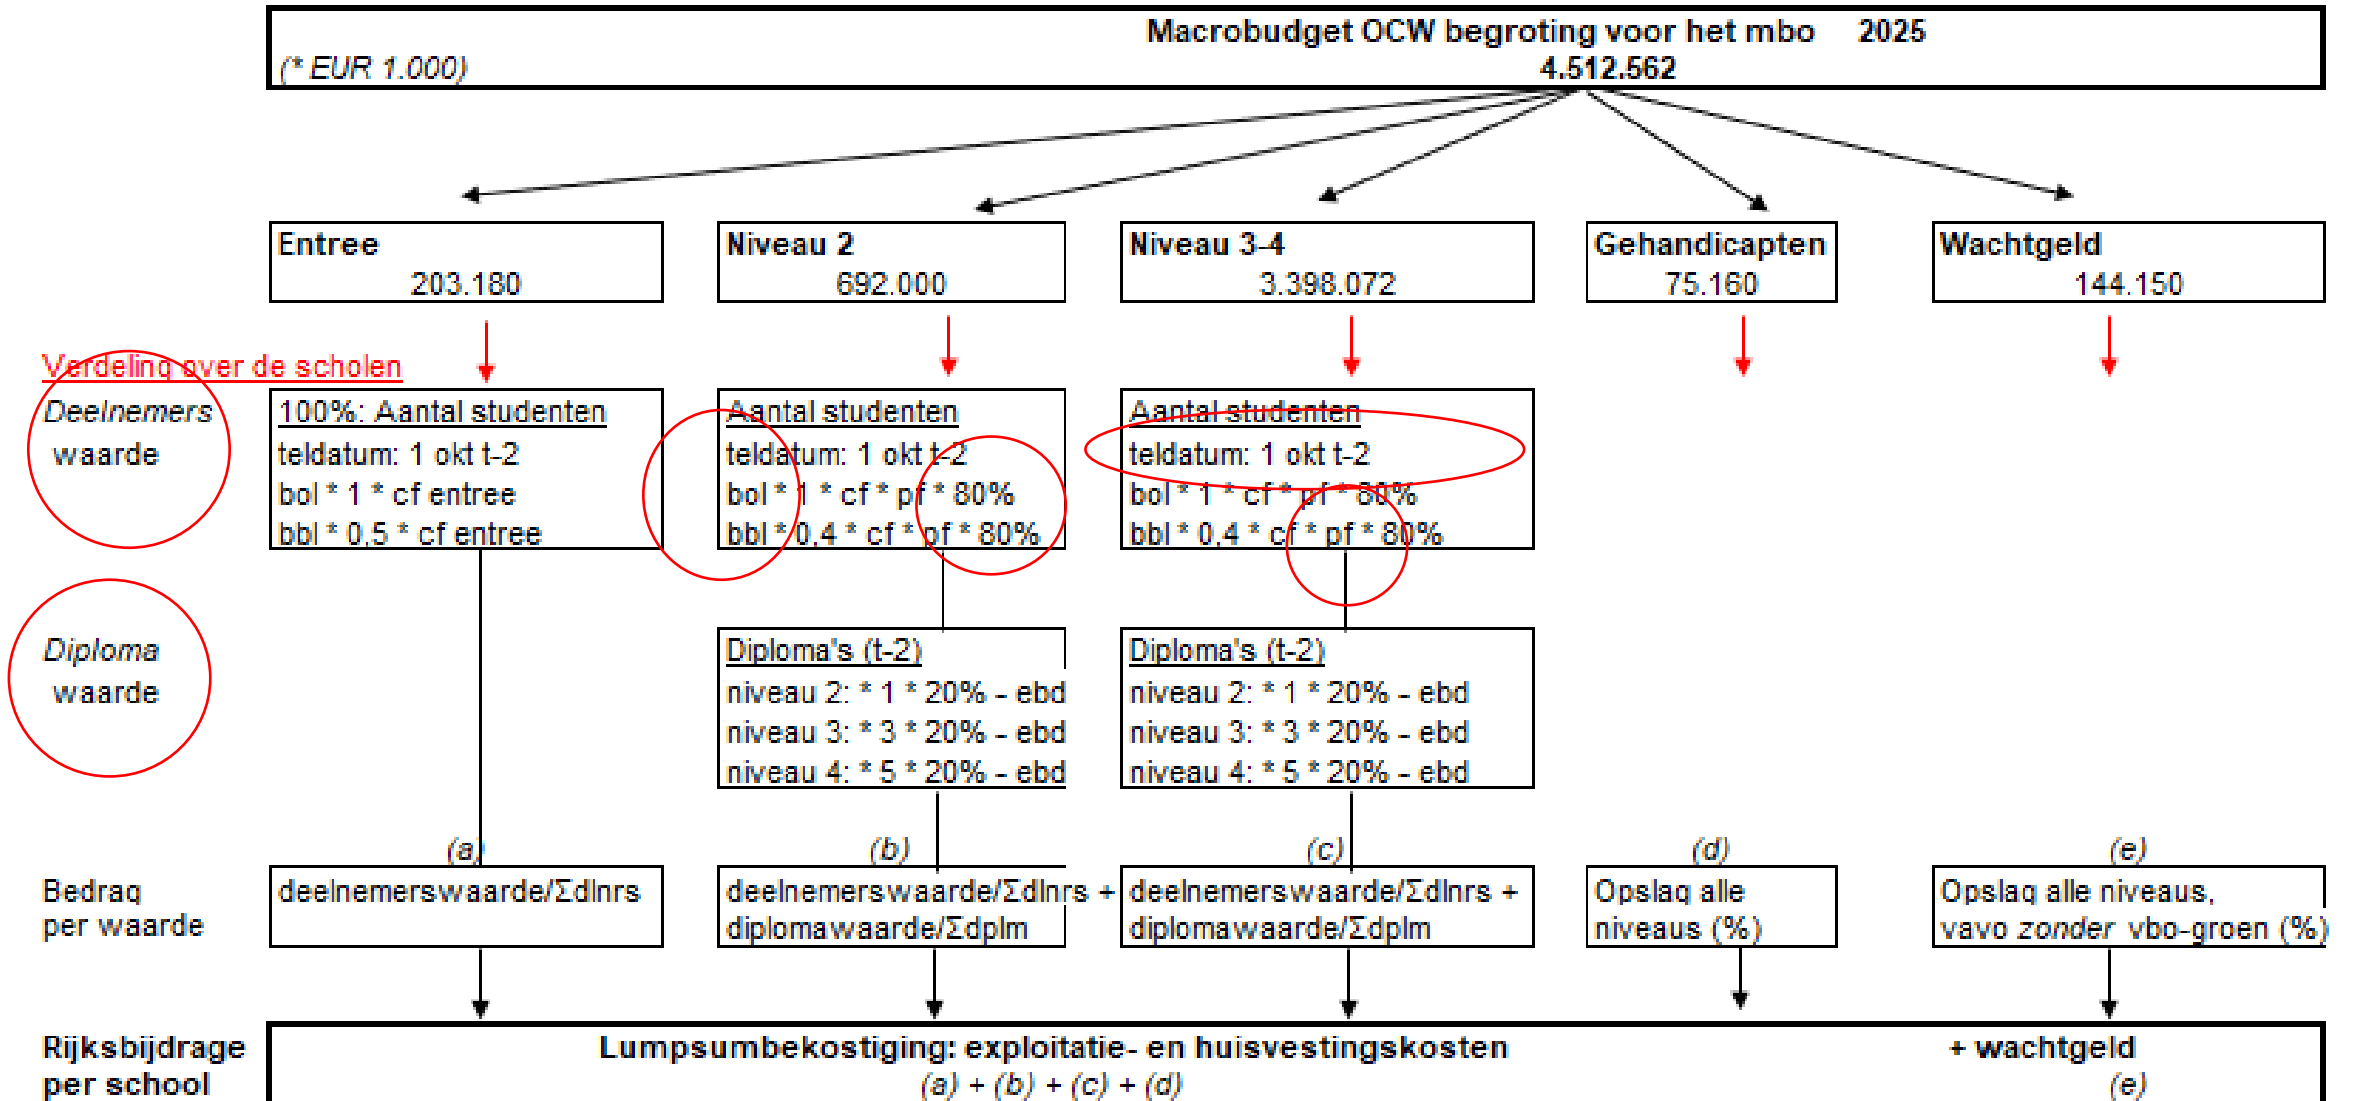 Macrobudget OCW begroting voor het mbo 2025
(* EUR 1.000) 4.512.562
Entree
203.180
Niveau 2
692.000
Niveau 3-4
3.398.072
Gehandicapten
75.160
Wachtgeld
144.150
Verdeling over de scholen
Deelnemers
waarde
100%: Aantal studenten
teldatum: 1 okt t-2
bol * 1 * cf entree
bbl * 0,5 * cf entree
Aantal studenten
teldatum: 1 okt t-2
bol * 1 * cf * pf * 80%
bbl * 0,4 * cf * pf * 80%
Aantal studenten
teldatum: 1 okt t-2
bol * 1 * cf * pf * 80%
bbl * 0,4 * cf * pf * 80%
Diploma
waarde
Diploma's (t-2)
niveau 2: * 1 * 20% - ebd
niveau 3: * 3 * 20% - ebd
niveau 4: * 5 * 20% - ebd
Diploma's (t-2)
niveau 2: * 1 * 20% - ebd
niveau 3: * 3 * 20% - ebd
niveau 4: * 5 * 20% - ebd
(a) (b) (c) (d) (e)
Bedrag
per waarde
deelnemerswaarde/Σdlnrs
deelnemerswaarde/Σdlnrs +
diplomawaarde/Σdplm
deelnemerswaarde/Σdlnrs +
diplomawaarde/Σdplm
Opslag alle
niveaus (%)
Opslag alle niveaus,
vavo zonder vbo-groen (%)
Rijksbijdrage
per school
Lumpsumbekostiging: exploitatie- en huisvestingskosten
(a) + (b) + (c) + (d)
+ wachtgeld
(e)